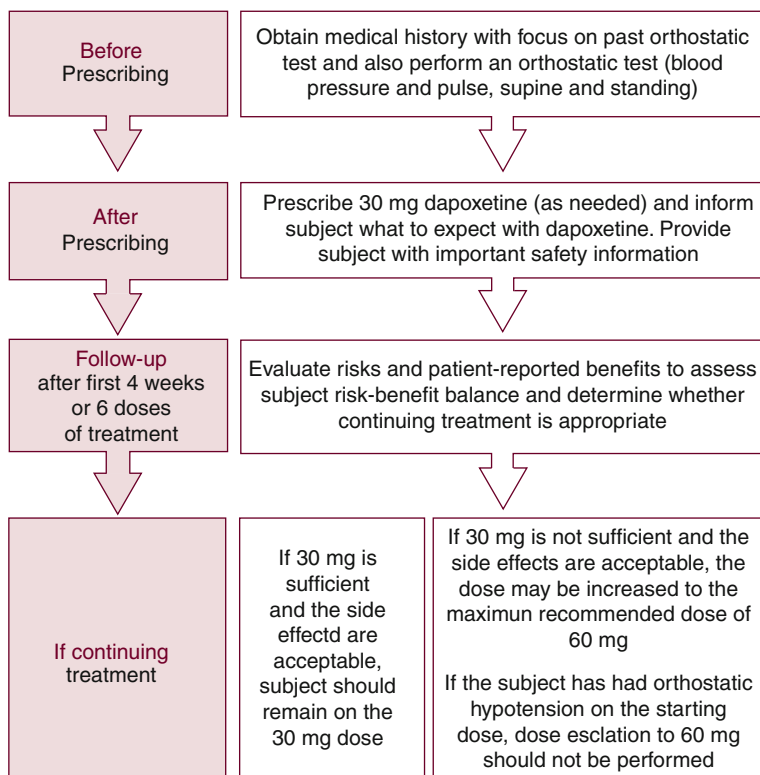 Before
Prescribing
Obtain medical history with focus on past orthostatic
test and also perform an orthostatic test (blood
pressure and pulse, supine and standing)
After
Prescribing
Prescribe 30 mg dapoxetine (as needed) and inform
subject what to expect with dapoxetine. Provide
subject with important safety information
Follow-up
after first 4 weeks
or 6 doses
of treatment
Evaluate risks and patient-reported benefits to assess
subject risk-benefit balance and determine whether
continuing treatment is appropriate
If continuing
treatment
If 30 mg is
sufficient
and the side
effectd are
acceptable,
subject should
remain on the
30 mg dose
If 30 mg is not sufficient and the
side effects are acceptable, the
dose may be increased to the
maximun recommended dose of
60 mg
If the subject has had orthostatic
hypotension on the starting
dose, dose esclation to 60 mg
should not be performed